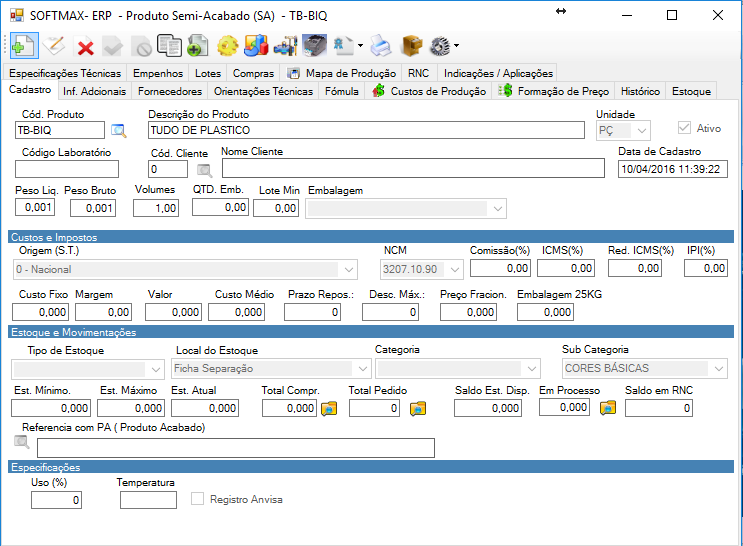 SOFTMAX- ERP - Produto Semi-Acabado (SA) - TB-BIQ
Especificações Técnicas Empenhos Lotes Compras Mapa de Produção RNC Indicações / Aplicações
Cadastro Inf. Adcionais Fornecedores Orientações Técnicas Fómula Custos de Produção Formação de Preço Histórico Estoque
Cód. Produto Descrição do Produto Unidade
TB-BIQ TUDO DE PLASTICO PÇ Ativo
Código Laboratório Cód. Cliente Nome Cliente Data de Cadastro
0 10/04/2016 11:39:22
Peso Liq. Peso Bruto Volumes QTD. Emb. Lote Min Embalagem
0,001 0,001 1,00 0,00 0,00
Custos e Impostos
Origem (S.T.) NCM Comissão(%) ICMS(%) Red. ICMS(%) IPI(%)
0 - Nacional 3207.10.90 0,00 0,00 0,00 0,00
Custo Fixo Margem Valor Custo Médio Prazo Repos.: Desc. Máx.: Preço Fracion. Embalagem 25KG
0,000 0,00 0,000 0,000 0 0 0,000 0,000
Estoque e Movimentações
Tipo de Estoque Local do Estoque Categoria Sub Categoria
Ficha Separação CORES BÁSICAS
Est. Mínimo. Est. Máximo Est. Atual Total Compr. Total Pedido Saldo Est. Disp. Em Processo Saldo em RNC
0,000 0,000 0,000 0,000 0 0,000 0,000 0
Referencia com PA ( Produto Acabado)
Especificações
Uso (%) Temperatura
0 Registro Anvisa